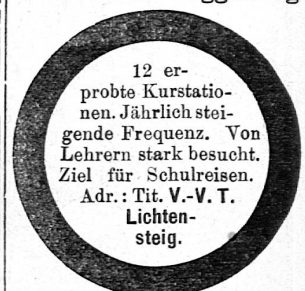 12 er-
probte Kurstatio-
nen. Jährlich stei-
gende Frequenz. Von
Lehrern stark besucht.
Ziel für Schulreisen.
Adr.: Tit. V.-V. T.
Lichten-
steig.